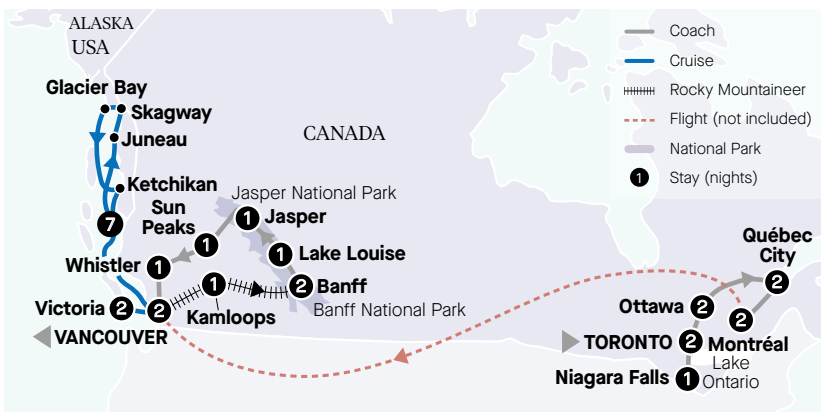 ALASKA
USA
Glacier Bay
Skagway
Juneau
Ketchikan
CANADA
Coach
Cruise
Rocky Mountaineer
Flight (not included)
National Park
1 Stay (nights)
7
Sun
Peaks
1
Jasper National Park
1 Jasper
Whistler 1
1 Lake Louise
1
2 Banff
Banff National Park
Kamloops
Victoria 2
2
VANCOUVER
Québec
City
2
Ottawa 2
2
Montréal
TORONTO 2
Lake
Ontario
Niagara Falls 1